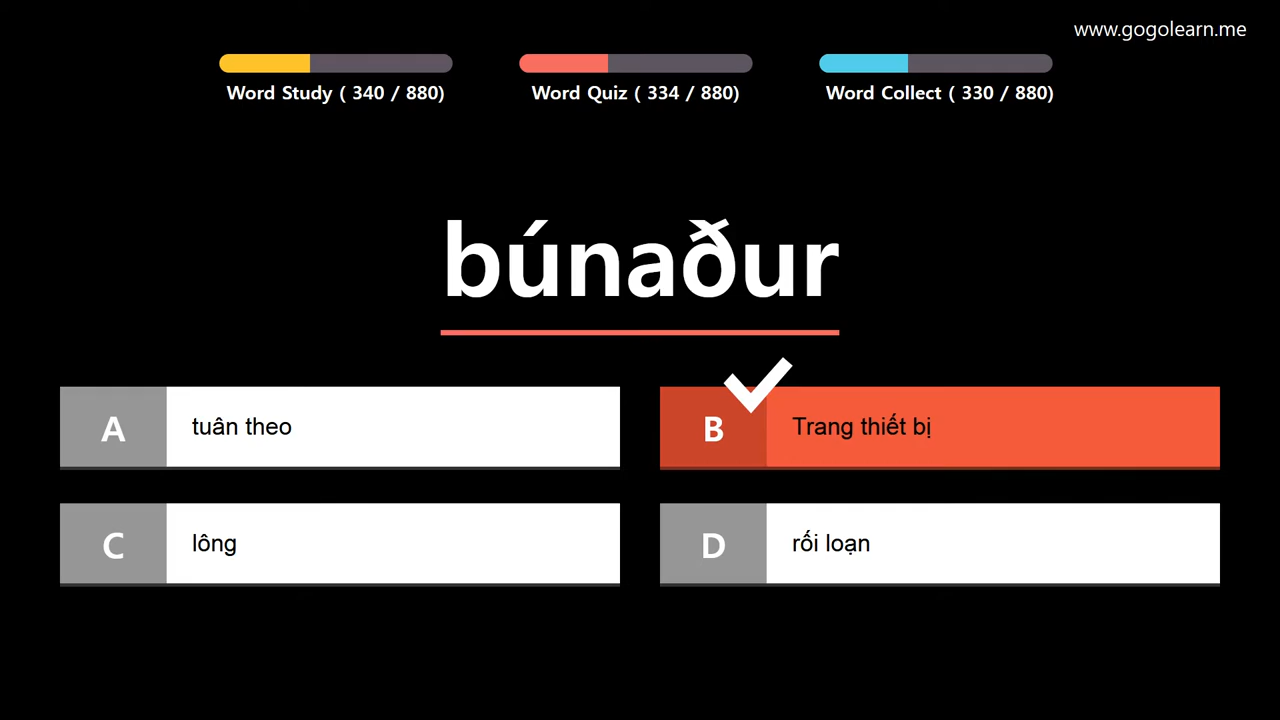 www.gogolearn.me
Word Study ( 340 / 880)
Word Quiz ( 334 / 880)
Word Collect ( 330 / 880)
búnaður
A tuân theo
B Trang thiết bị
C lông
D rối loạn